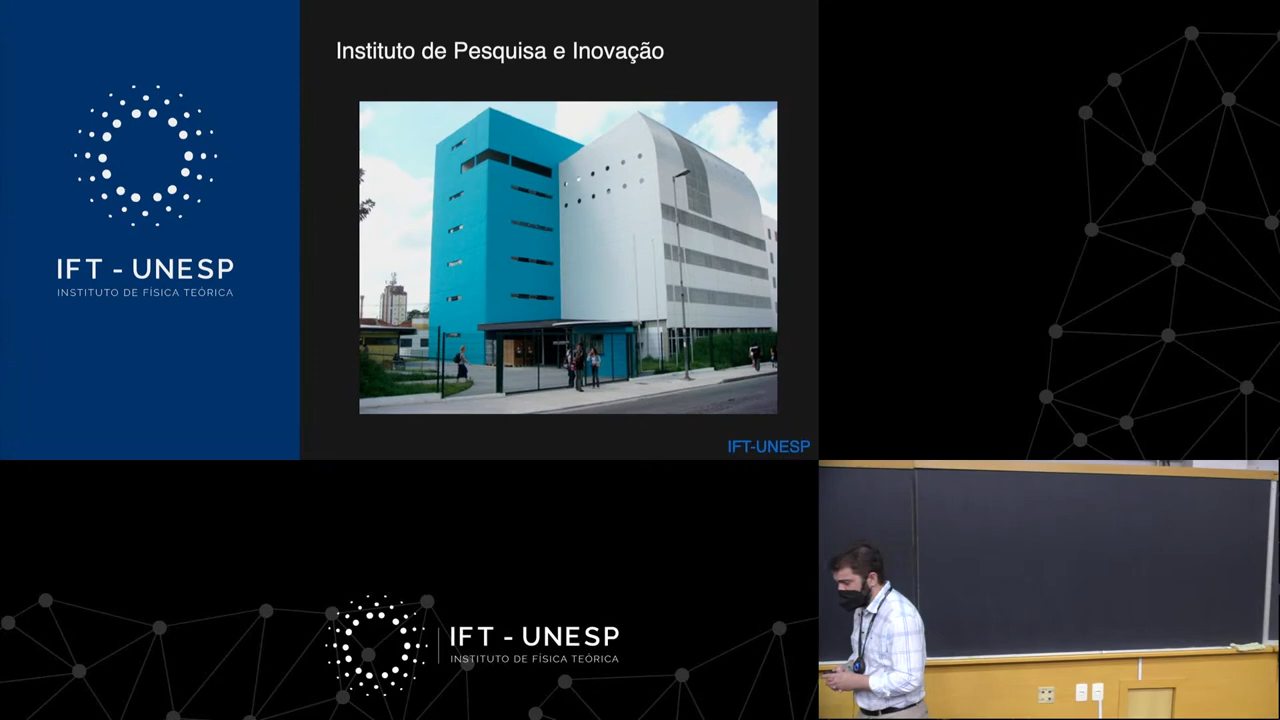 Instituto de Pesquisa e Inovação
IFT - UNESP
INSTITUTO DE FÍSICA TEÓRICA
IFT-UNESP
IFT - UNESP
INSTITUTO DE FÍSICA TEÓRICA